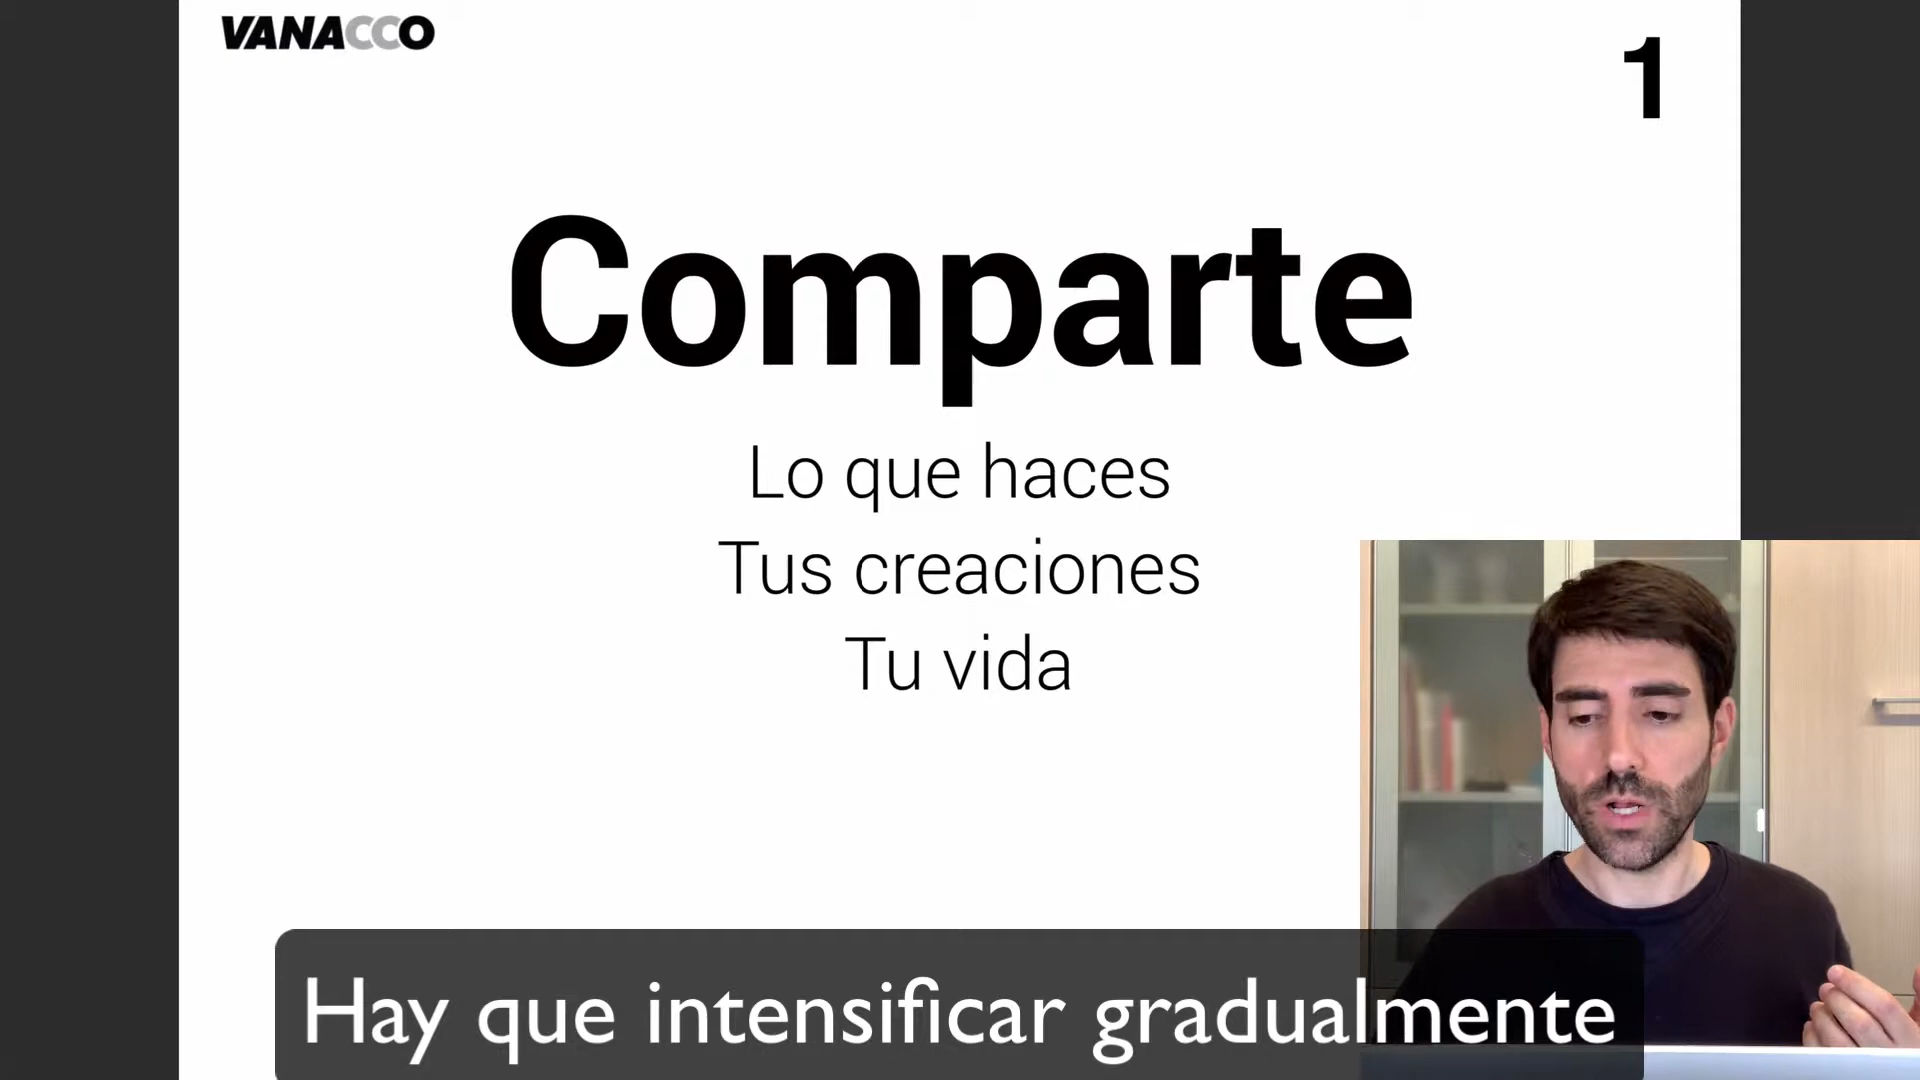 VANACCO
1
Comparte
Lo que haces
Tus creaciones
Tu vida
Hay que intensificar gradualmente